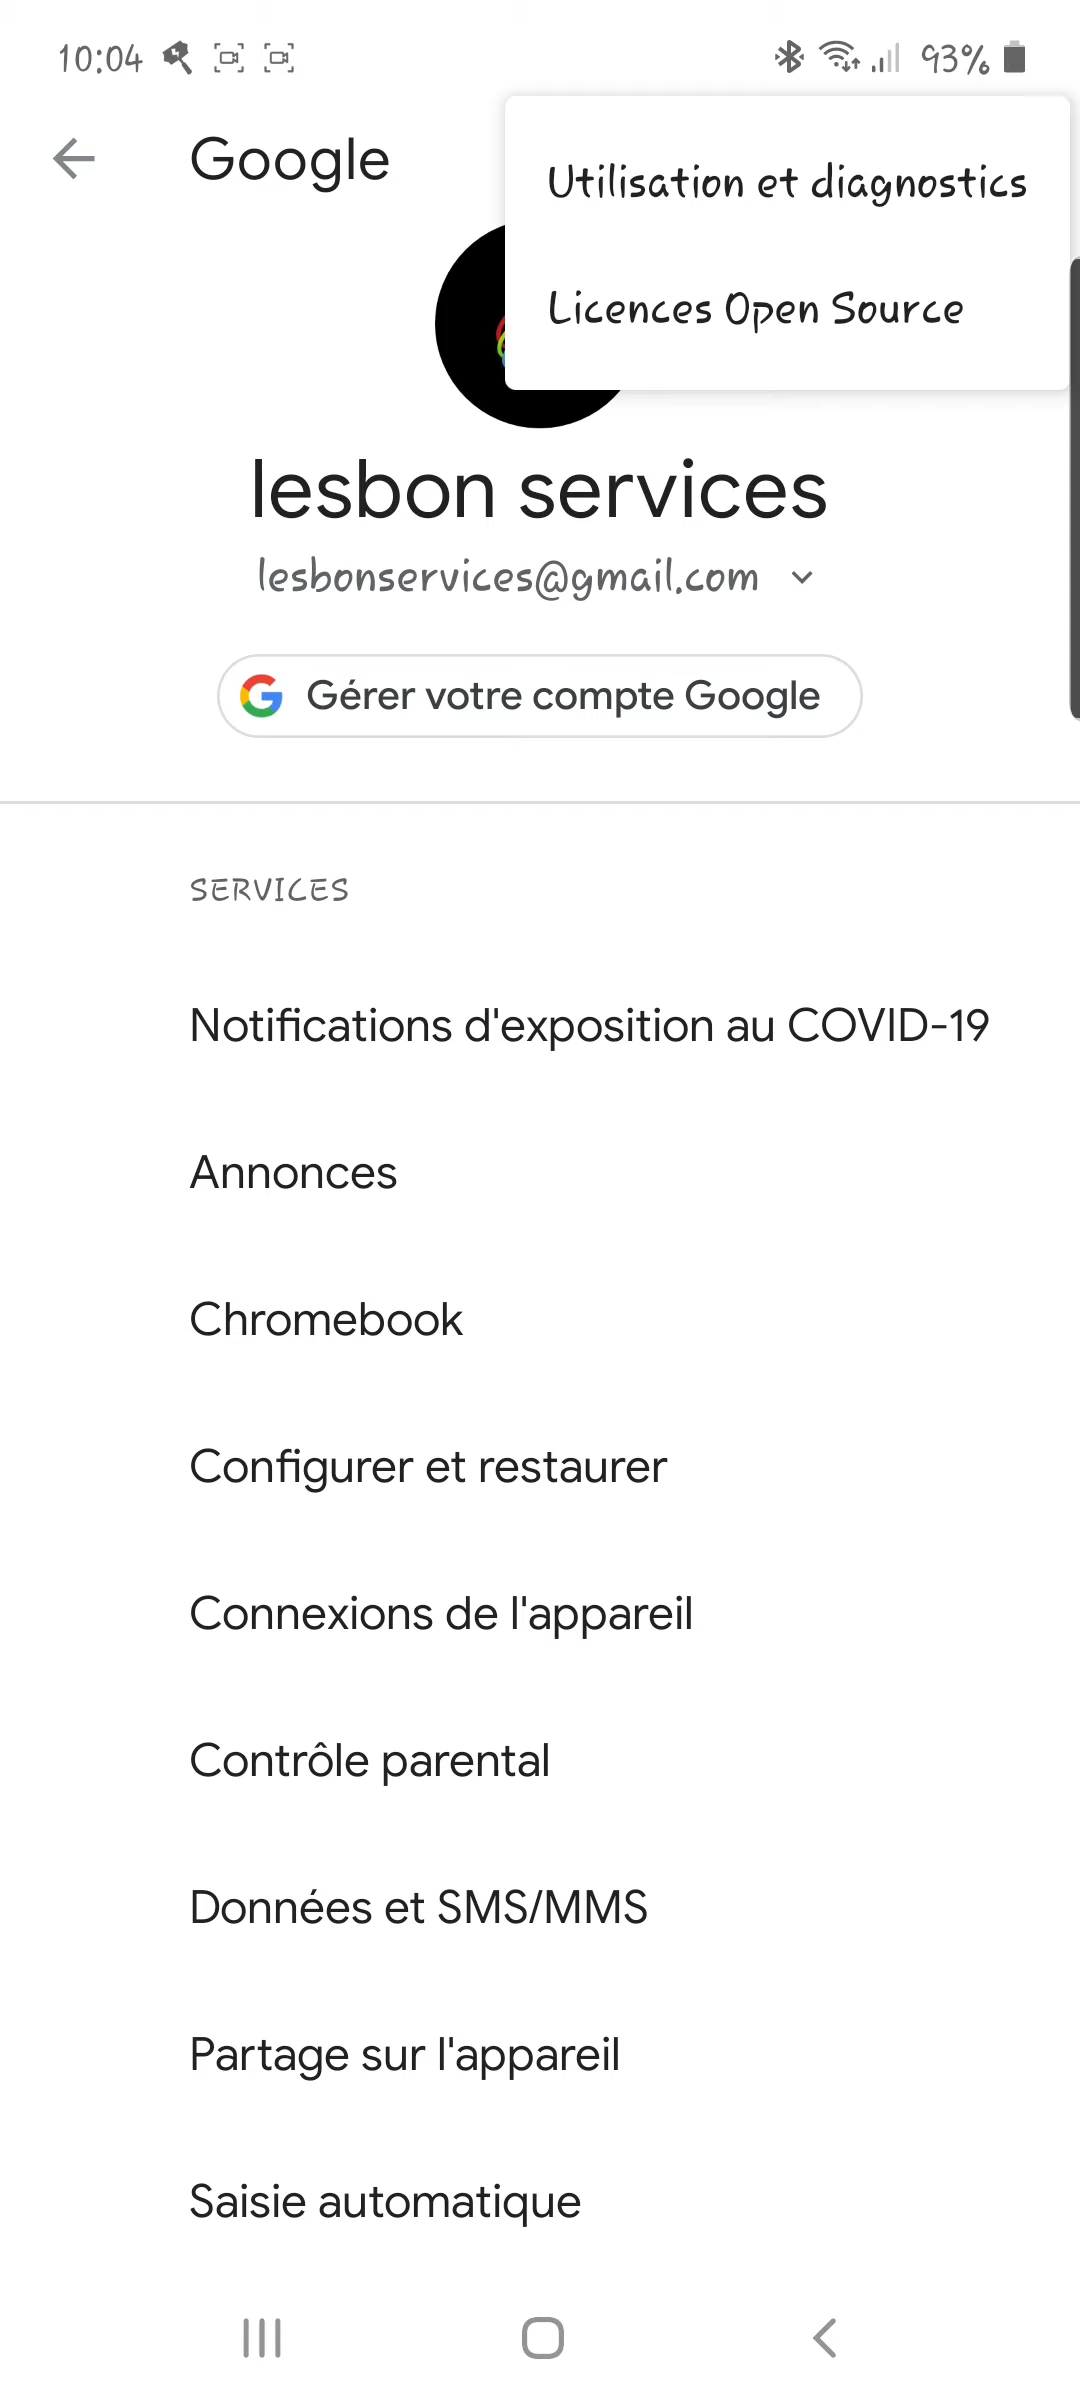 10:04 93%
Google
Utilisation et diagnostics
Licences Open Source
lesbon services
lesbonservices@gmail.com
Gérer votre compte Google
SERVICES
Notifications d'exposition au COVID-19
Annonces
Chromebook
Configurer et restaurer
Connexions de l'appareil
Contrôle parental
Données et SMS/MMS
Partage sur l'appareil
Saisie automatique